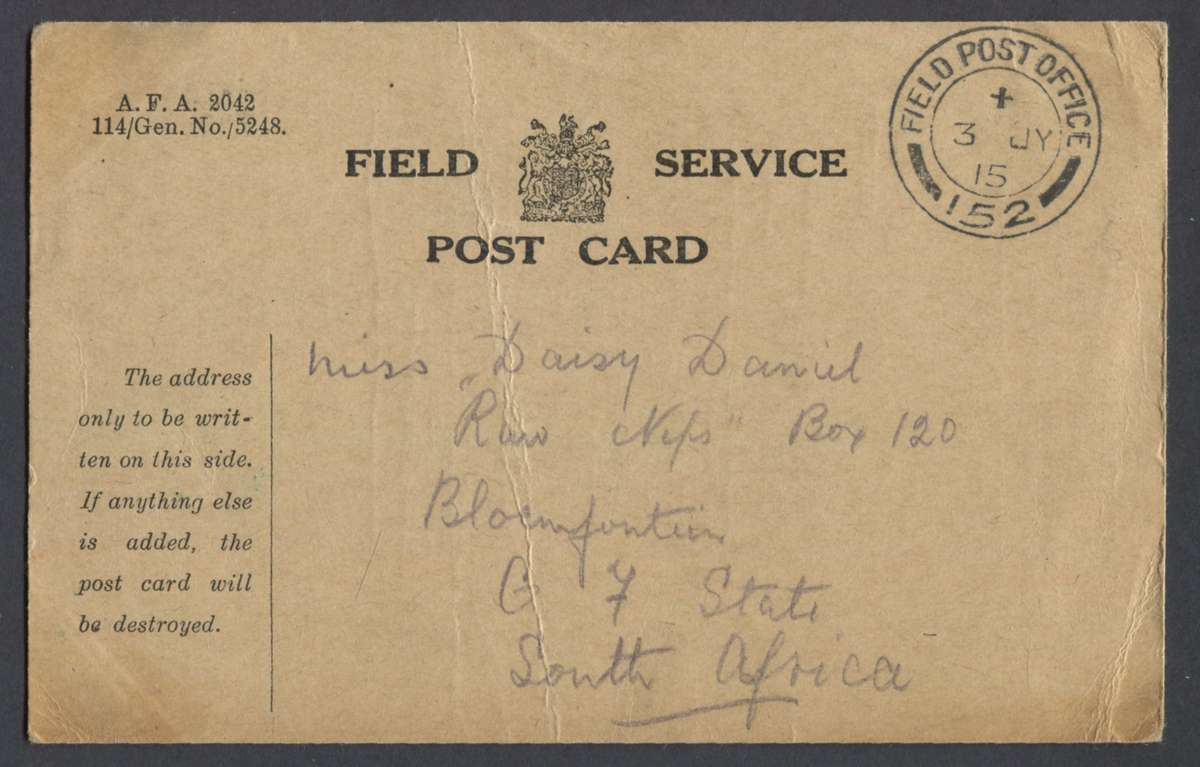 A. F. A. 2042
114/Gen. No./5248.
FIELD SERVICE
POST CARD
FIELD POST OFFICE
+
3 JY
15
152
The address
only to be writ-
ten on this side.
If anything else
is added, the
post card will
be destroyed.
Miss Daisy Daniel
Box 120
Bloemfontein
O F State
South Africa